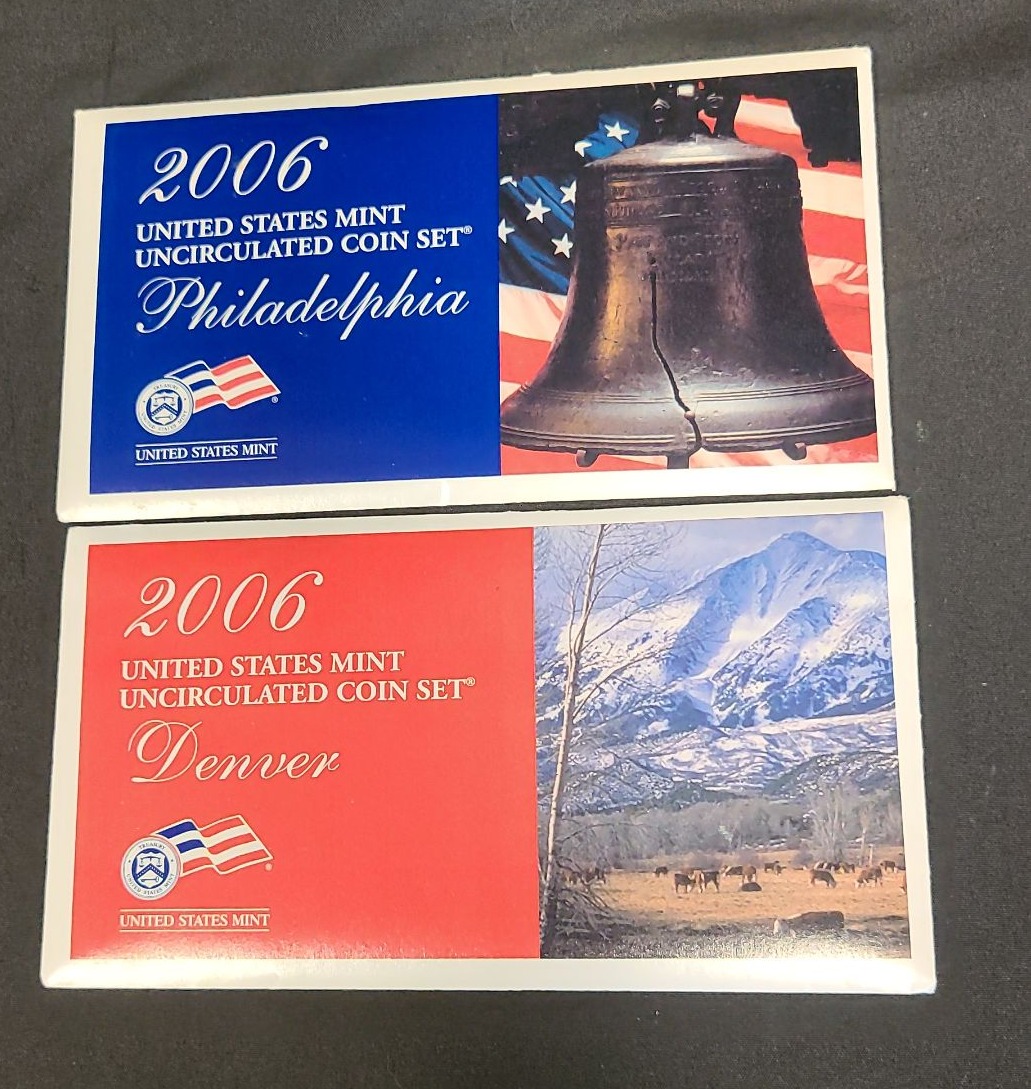 2006
UNITED STATES MINT
UNCIRCULATED COIN SET®
Philadelphia
UNITED STATES MINT
2006
UNITED STATES MINT
UNCIRCULATED COIN SET®
Denver
UNITED STATES MINT